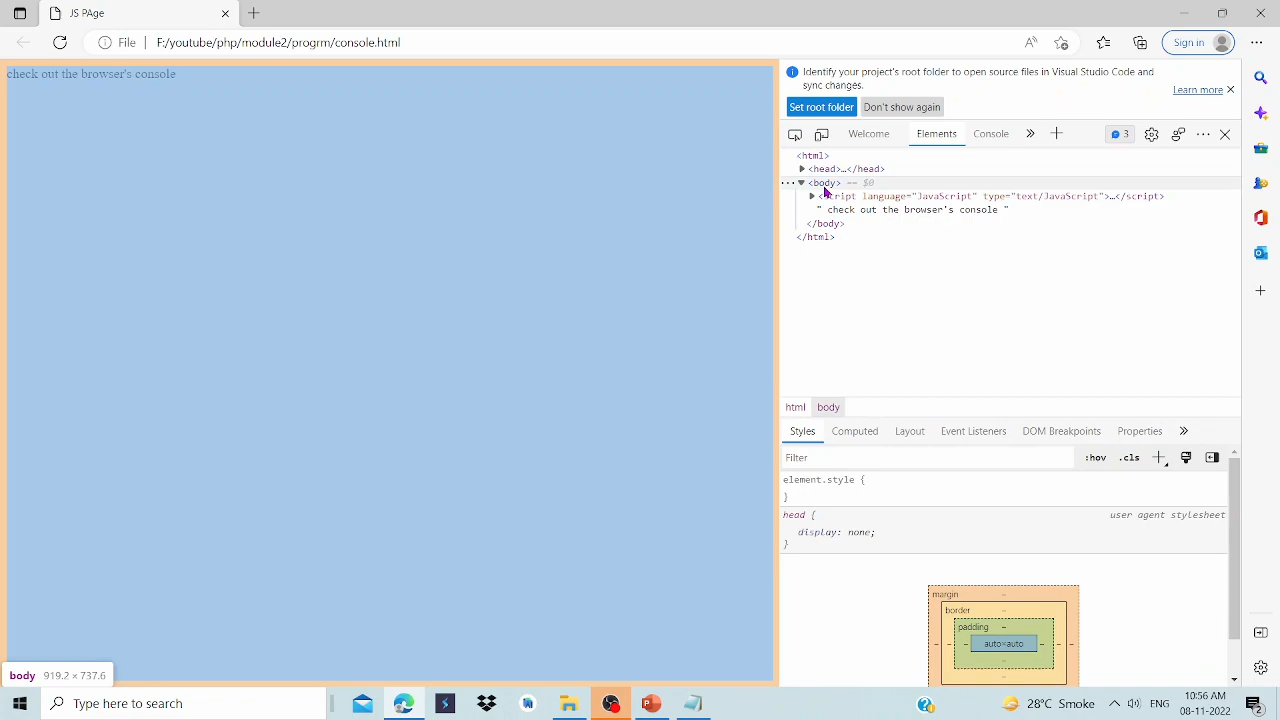 JS PAge
File F:/youtube/php/module2/progrm/console.html
Sign in
check out the browser's console
Identify your project's root folder to open source files in Visual Studio Code and
sync changes.
Learn more
Set root folder Don't show again
Welcome Elements Console 3
<html>
<head>…</head>
<body> == $0
<script language="JavaScript" type="text/JavaScript">…</script>
" check out the browser's console "
</body>
</html>
html body
Styles Computed Layout Event Listeners DOM Breakpoints Properties
Filter :hov .cls
element.style {
}
head { user agent stylesheet
display: none;
}
margin -
border -
padding -
- - - auto×auto - - -
-
body 919.2 × 737.6
Type here to search
28°C Smoke ENG
10:56 AM
08-11-2022
2